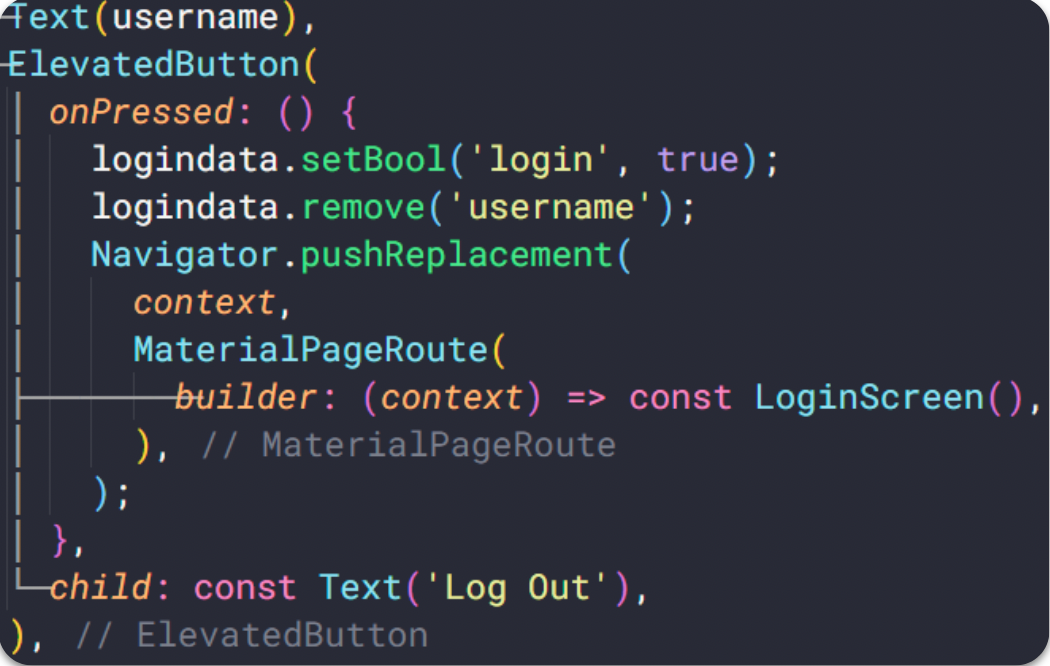 Text(username),
ElevatedButton(
onPressed: () {
logindata.setBool('login', true);
logindata.remove('username');
Navigator.pushReplacement(
context,
MaterialPageRoute(
builder: (context) => const LoginScreen(),
), // MaterialPageRoute
);
},
child: const Text('Log Out'),
), // ElevatedButton